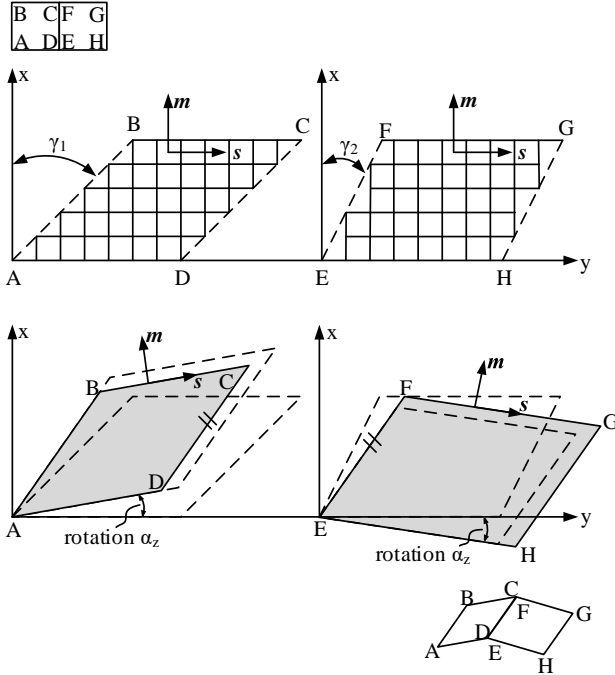 B C F G
A D E H
x x
m m
B C F G
γ1 γ2
s s
A D E H y
x x
m m
B C F
s s G
D
A E y
rotation αz rotation αz H
C
B F G
D
A E H